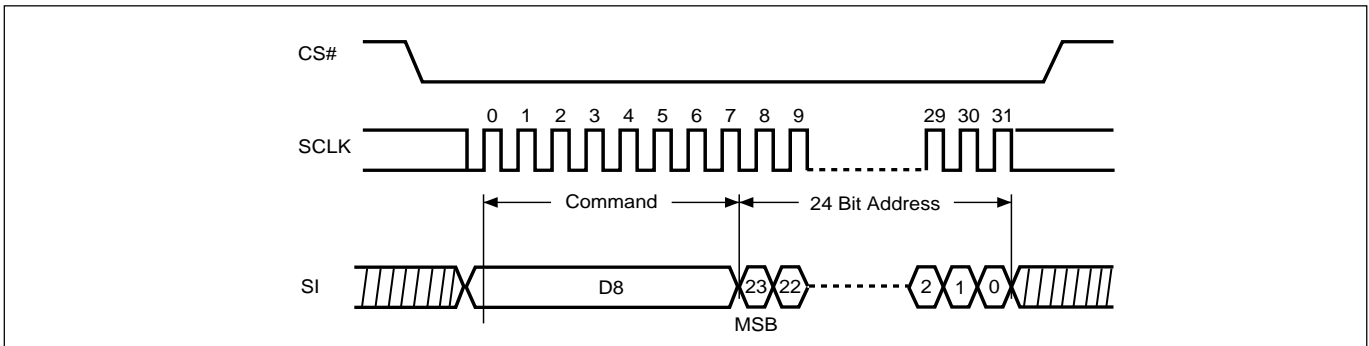 CS#
0 1 2 3 4 5 6 7 8 9 29 30 31
SCLK
Command 24 Bit Address
SI D8 23 22 2 1 0
MSB